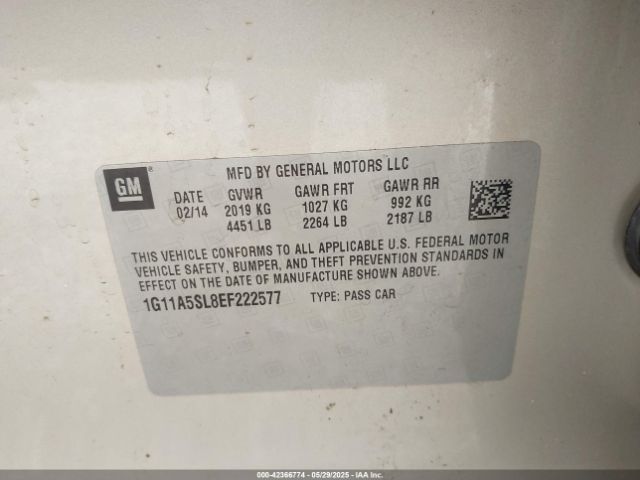 MFD BY GENERAL MOTORS LLC
GM®
DATE GVWR GAWR FRT GAWR RR
02/14 2019 KG 1027 KG 992 KG
4451 LB 2264 LB 2187 LB
THIS VEHICLE CONFORMS TO ALL APPLICABLE U.S. FEDERAL MOTOR
VEHICLE SAFETY, BUMPER, AND THEFT PREVENTION STANDARDS IN
EFFECT ON THE DATE OF MANUFACTURE SHOWN ABOVE.
1G11A5SL8EF222577 TYPE: PASS CAR
000-42366774 - 05/29/2025 - IAAI.COM